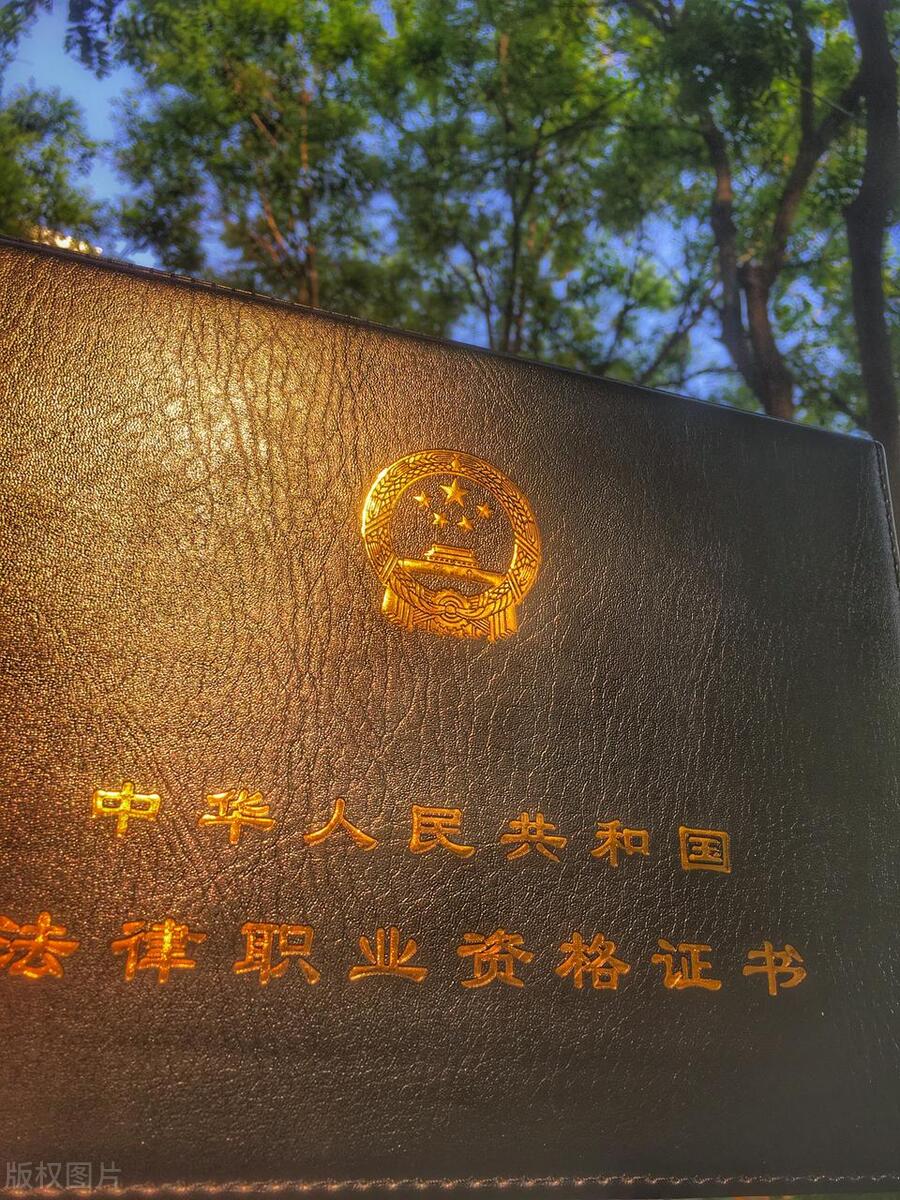 中华人民共和国
法律职业资格证书
版权图片